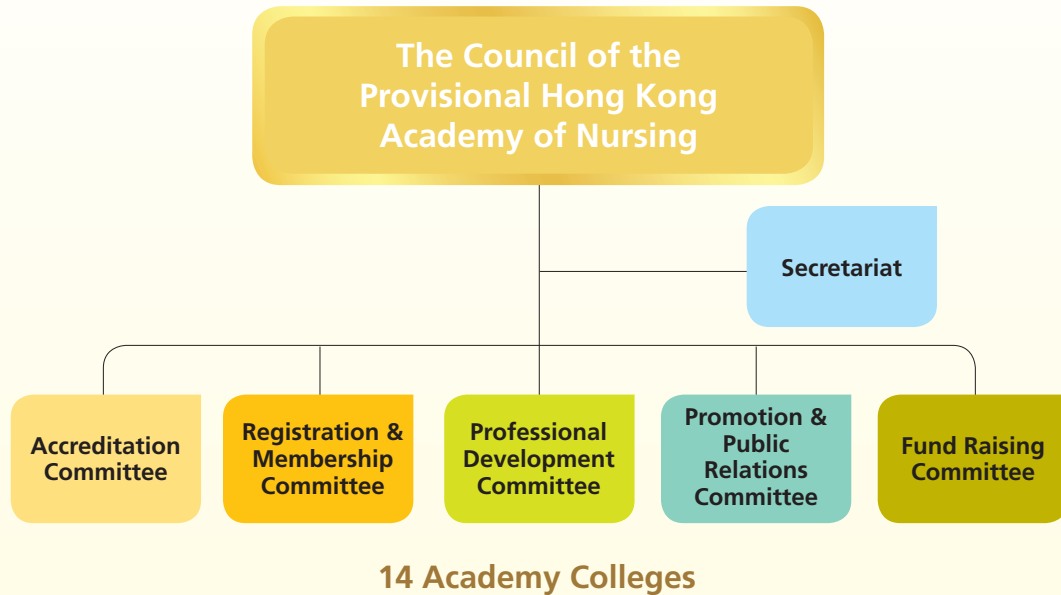 The Council of the
Provisional Hong Kong
Academy of Nursing
Secretariat
Accreditation
Committee
Registration &
Membership
Committee
Professional
Development
Committee
Promotion &
Public
Relations
Committee
Fund Raising
Committee
14 Academy Colleges